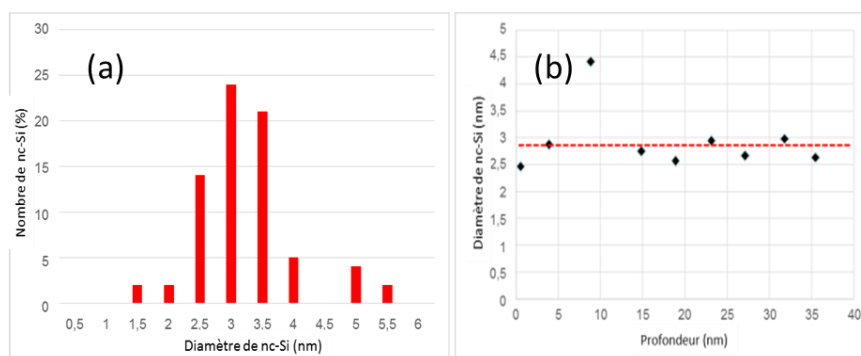 (a)
Nombre de nc-Si (%)
30
25
20
15
10
5
0
0,5 1 1,5 2 2.5 3 3.5 4 4.5 5 5,5 6
Diamètre de nc-Si (nm)
(b)
Diamètre de nc-Si (nm)
5
4,5
4
3,5
3
2,5
2
1,5
1
0,5
0
0 5 10 15 20 25 30 35 40
Profondeur (nm)